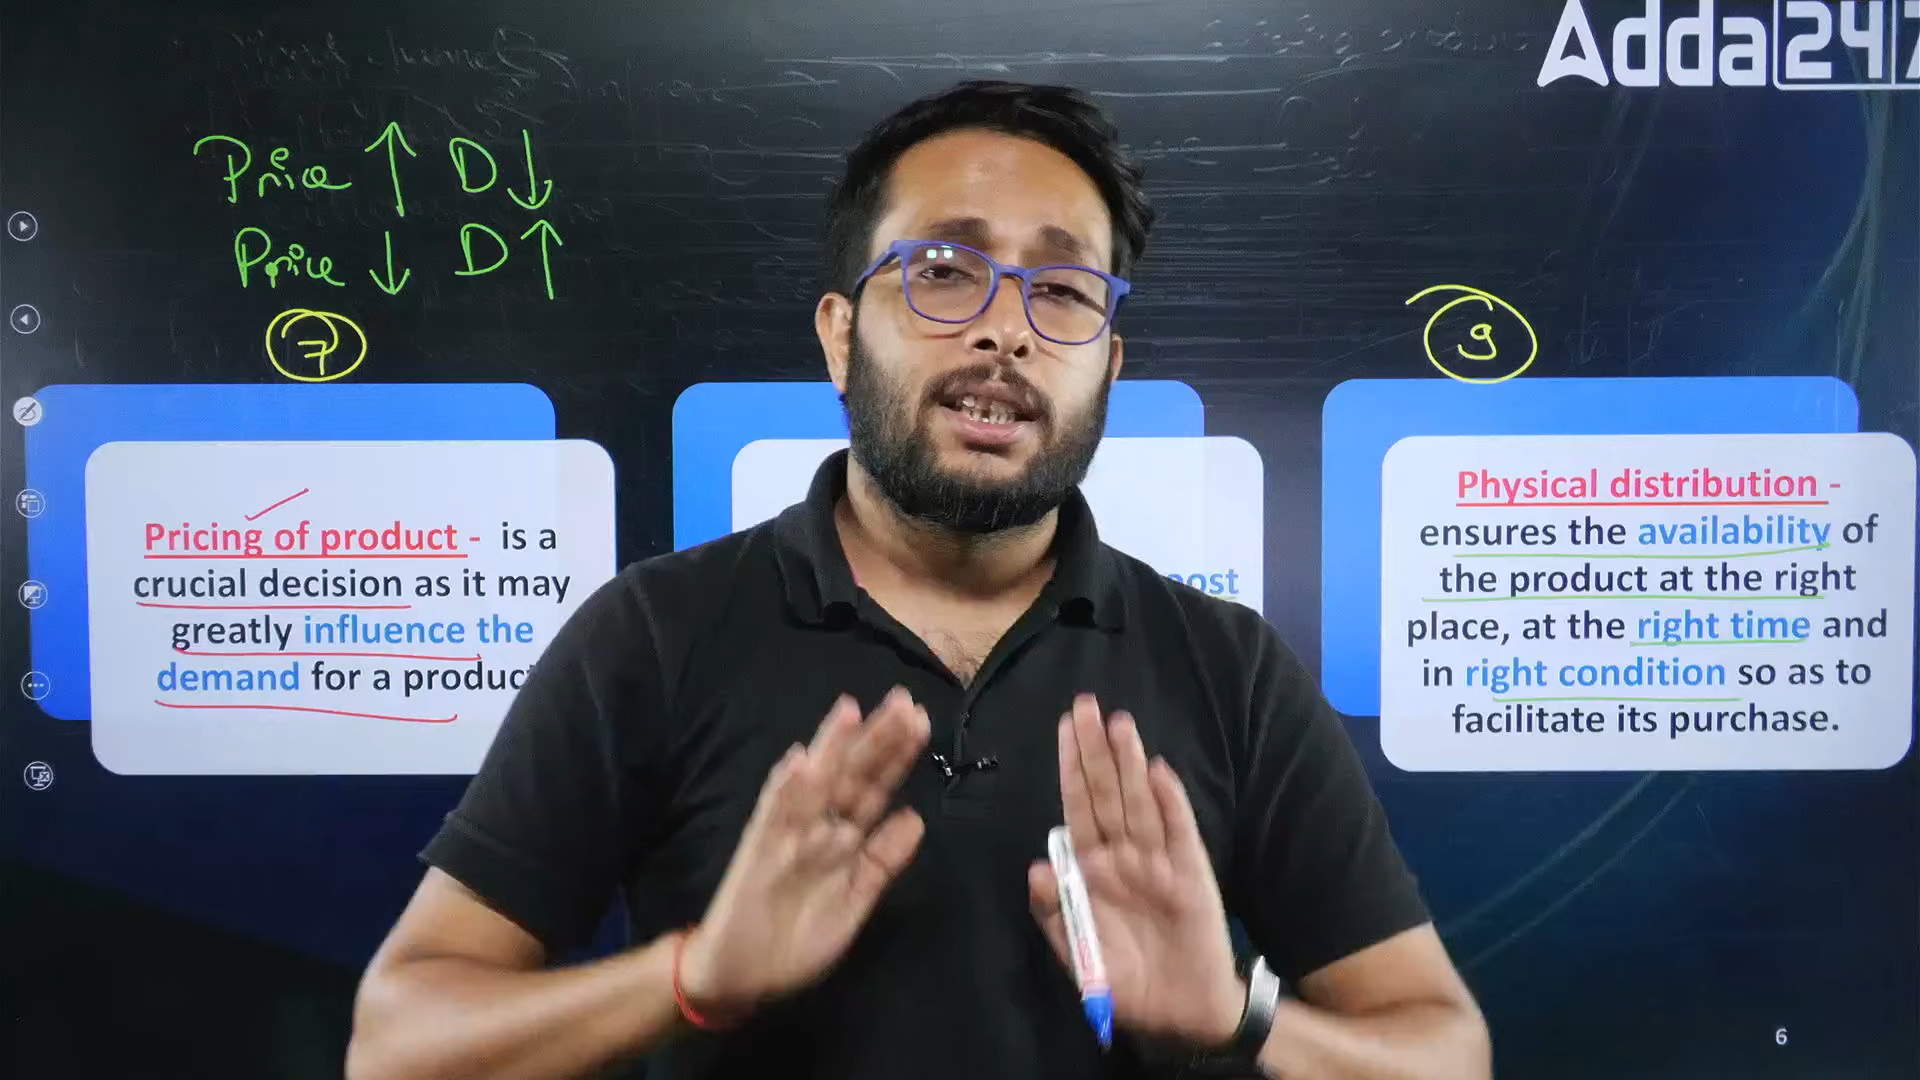 Adda247
Price ↑ D ↓
Price ↓ D ↑
7
9
Pricing of product - is a
crucial decision as it may
greatly influence the
demand for a produc
Physical distribution -
ensures the availability of
the product at the right
place, at the right time and
in right condition so as to
facilitate its purchase.
6